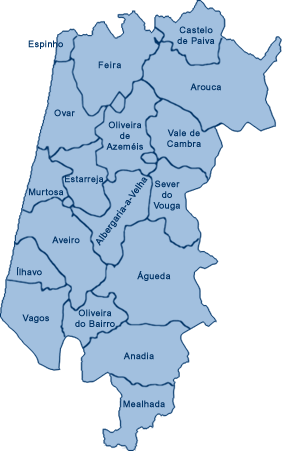 Castelo
de Paiva
Espinho
Feira
Arouca
Ovar
Oliveira
de
Azeméis
Vale de
Cambra
Estarreja
Murtosa
Albergaria-a-Velha
Sever
do
Vouga
Aveiro
Ílhavo
Águeda
Vagos
Oliveira
do Bairro
Anadia
Mealhada